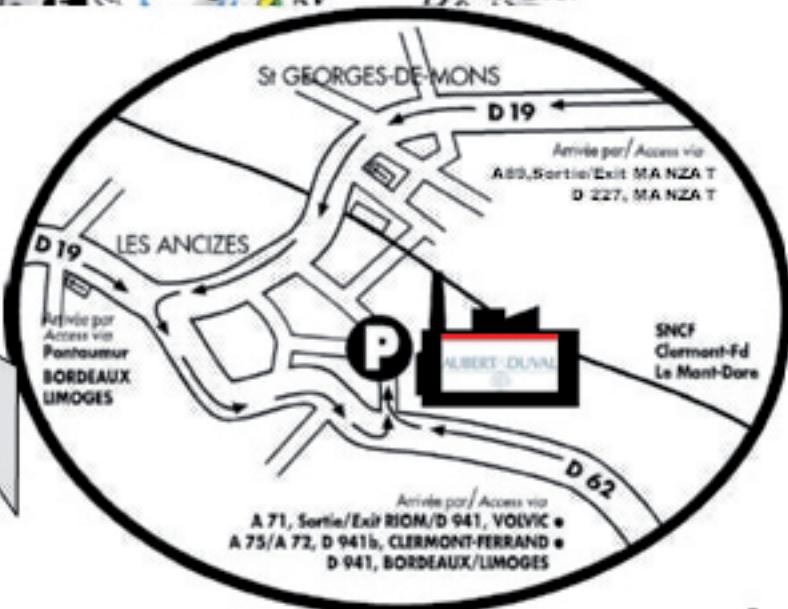 St GEORGES-DE-MONS
D 19
Arrivée par/Access via
A89,Sortie/Exit MANZAT
D 227, MANZAT
D 19
LES ANCIZES
Arrivée par
Access via
Pontaumur
BORDEAUX
LIMOGES
P
AUBERT & DUVAL
SNCF
Clermont-Fd
Le Mont-Dore
D 62
Arrivée par/Access via
A 71, Sortie/Exit RIOM/D 941, VOLVIC •
A 75/A 72, D 941b, CLERMONT-FERRAND •
D 941, BORDEAUX/LIMOGES